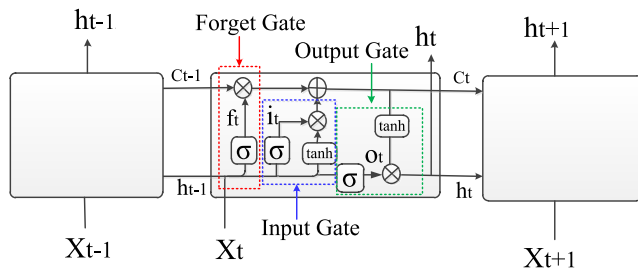 Forget Gate
ht-1
Output Gate
ht
ht+1
Ct-1
Ct
ft
it
tanh
σ
σ
tanh
σ
ot
ht-1
ht
Xt-1
Xt
Input Gate
Xt+1